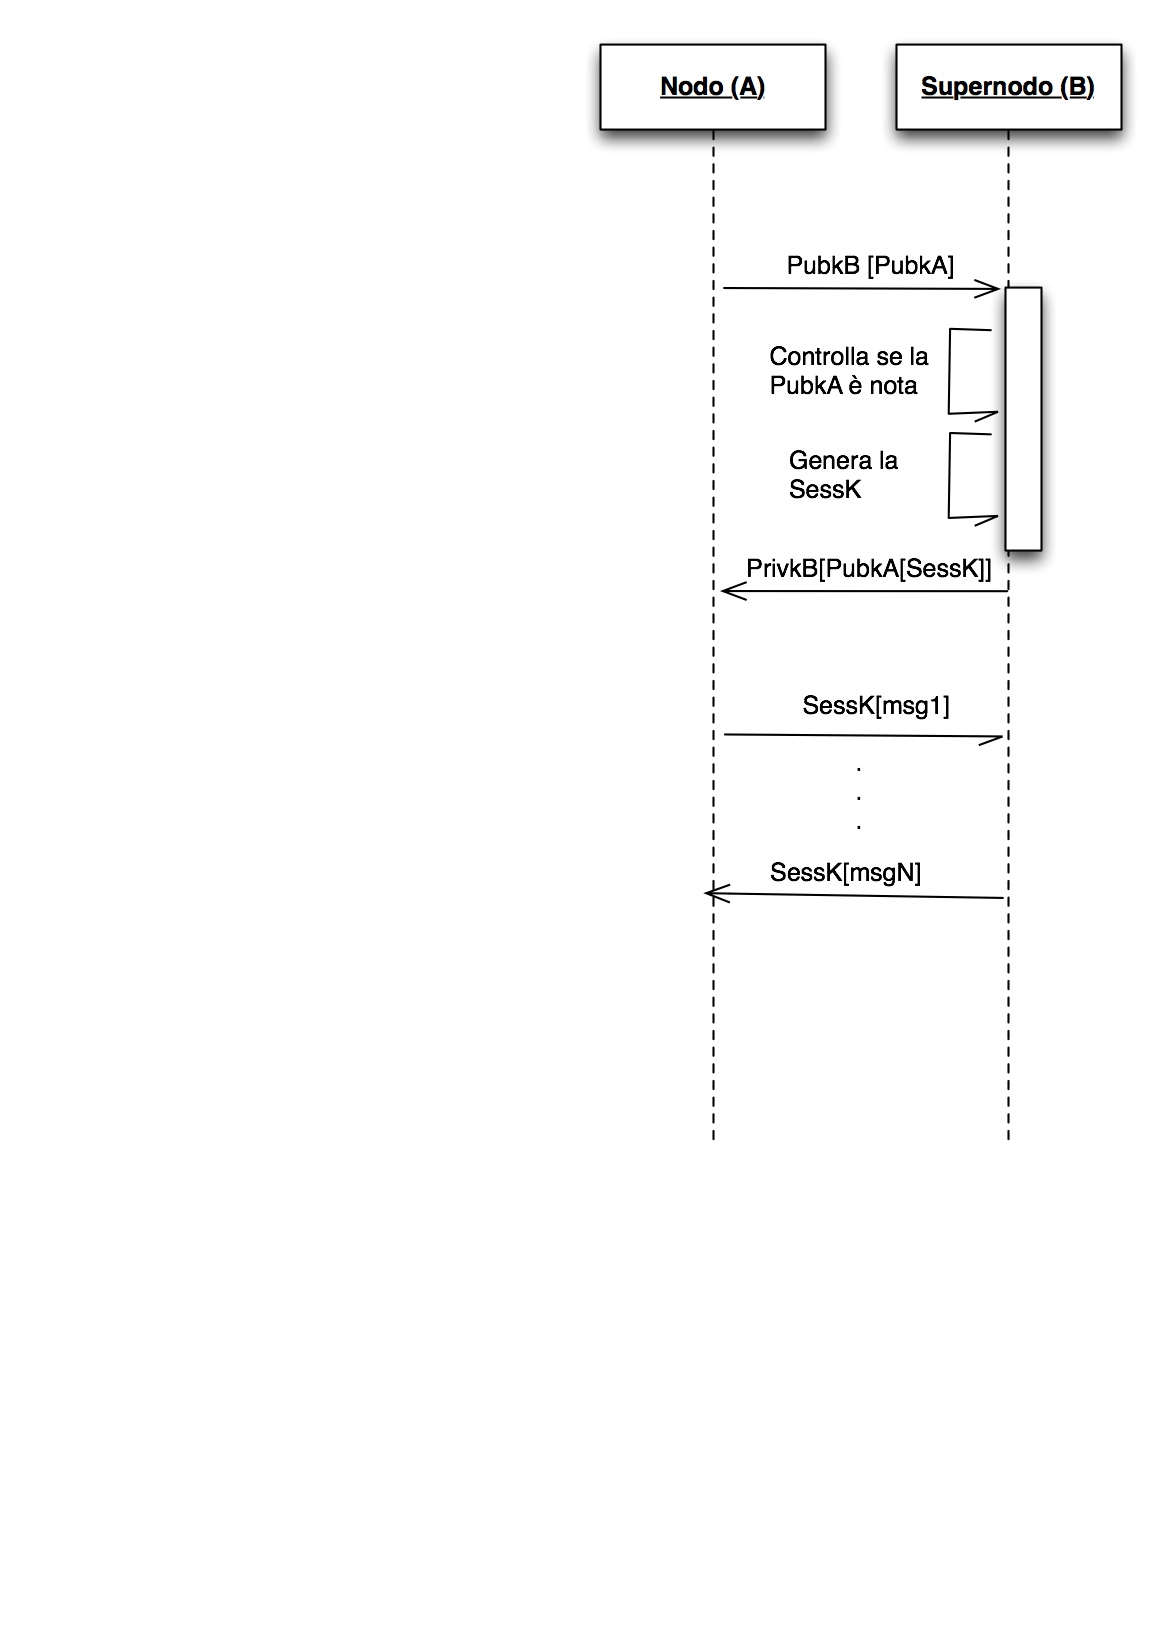 Nodo (A)
Supernodo (B)
PubkB [PubkA]
Controlla se la
PubkA è nota
Genera la
SessK
PrivkB[PubkA[SessK]]
SessK[msg1]
.
.
.
SessK[msgN]